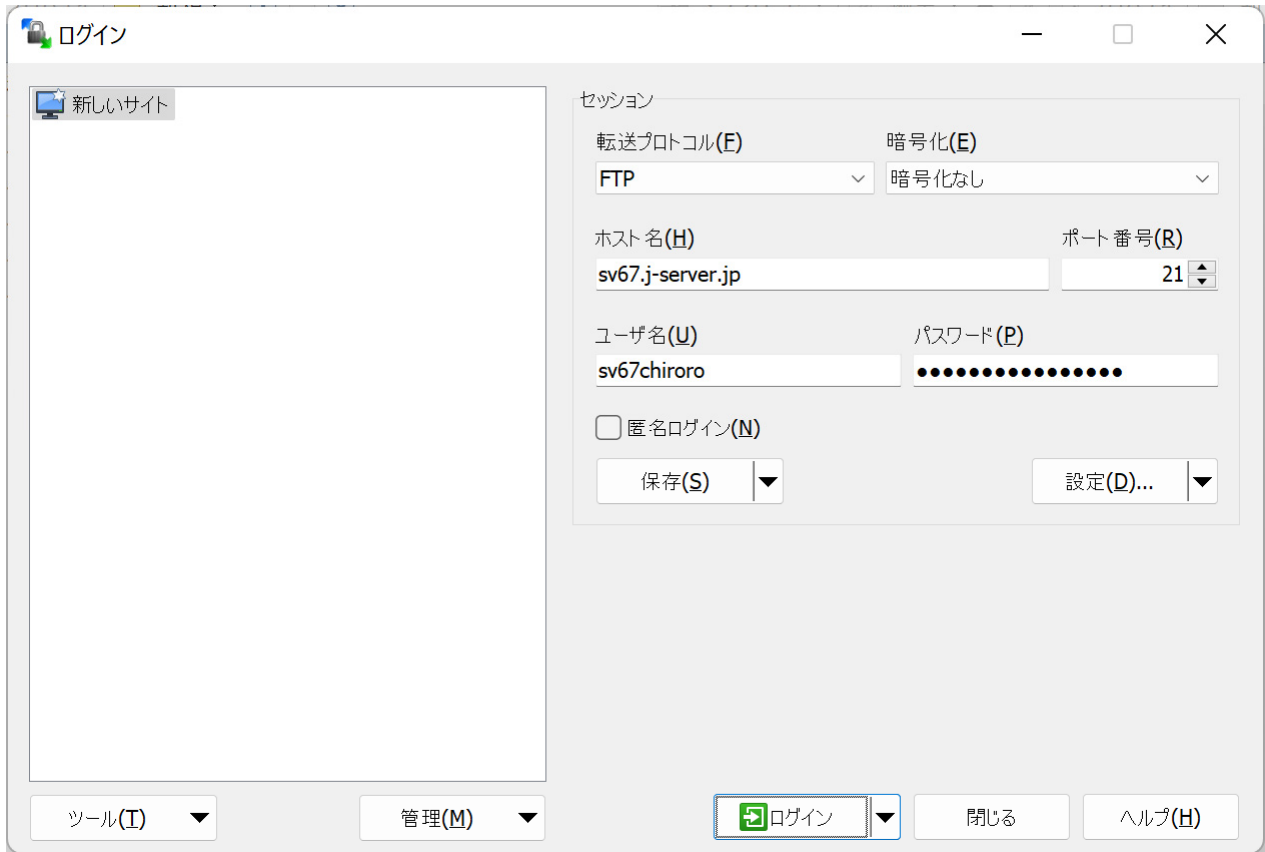 ログイン
新しいサイト
セッション
転送プロトコル(F) 暗号化(E)
FTP 暗号化なし
ホスト名(H) ポート番号(R)
sv67.j-server.jp 21
ユーザ名(U) パスワード(P)
sv67chiroro ●●●●●●●●●●●●●●●●
匿名ログイン(N)
保存(S) 設定(D)...
ツール(T) 管理(M) ログイン 閉じる ヘルプ(H)